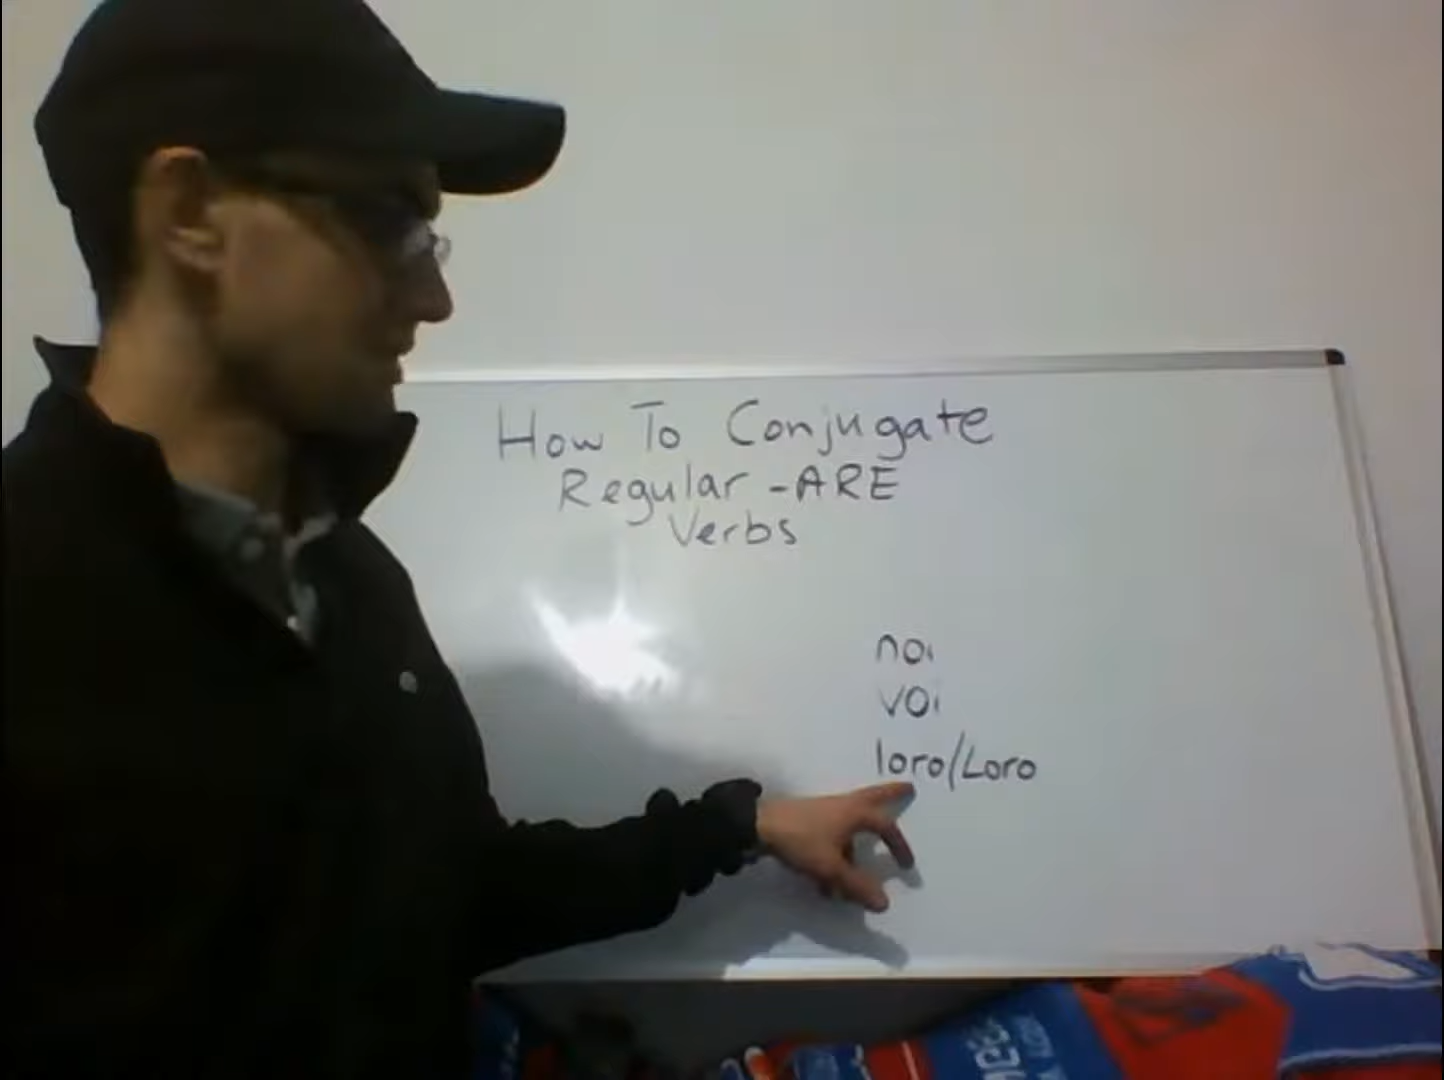 How To Conjugate
Regular -ARE
Verbs
noi
voi
loro/Loro